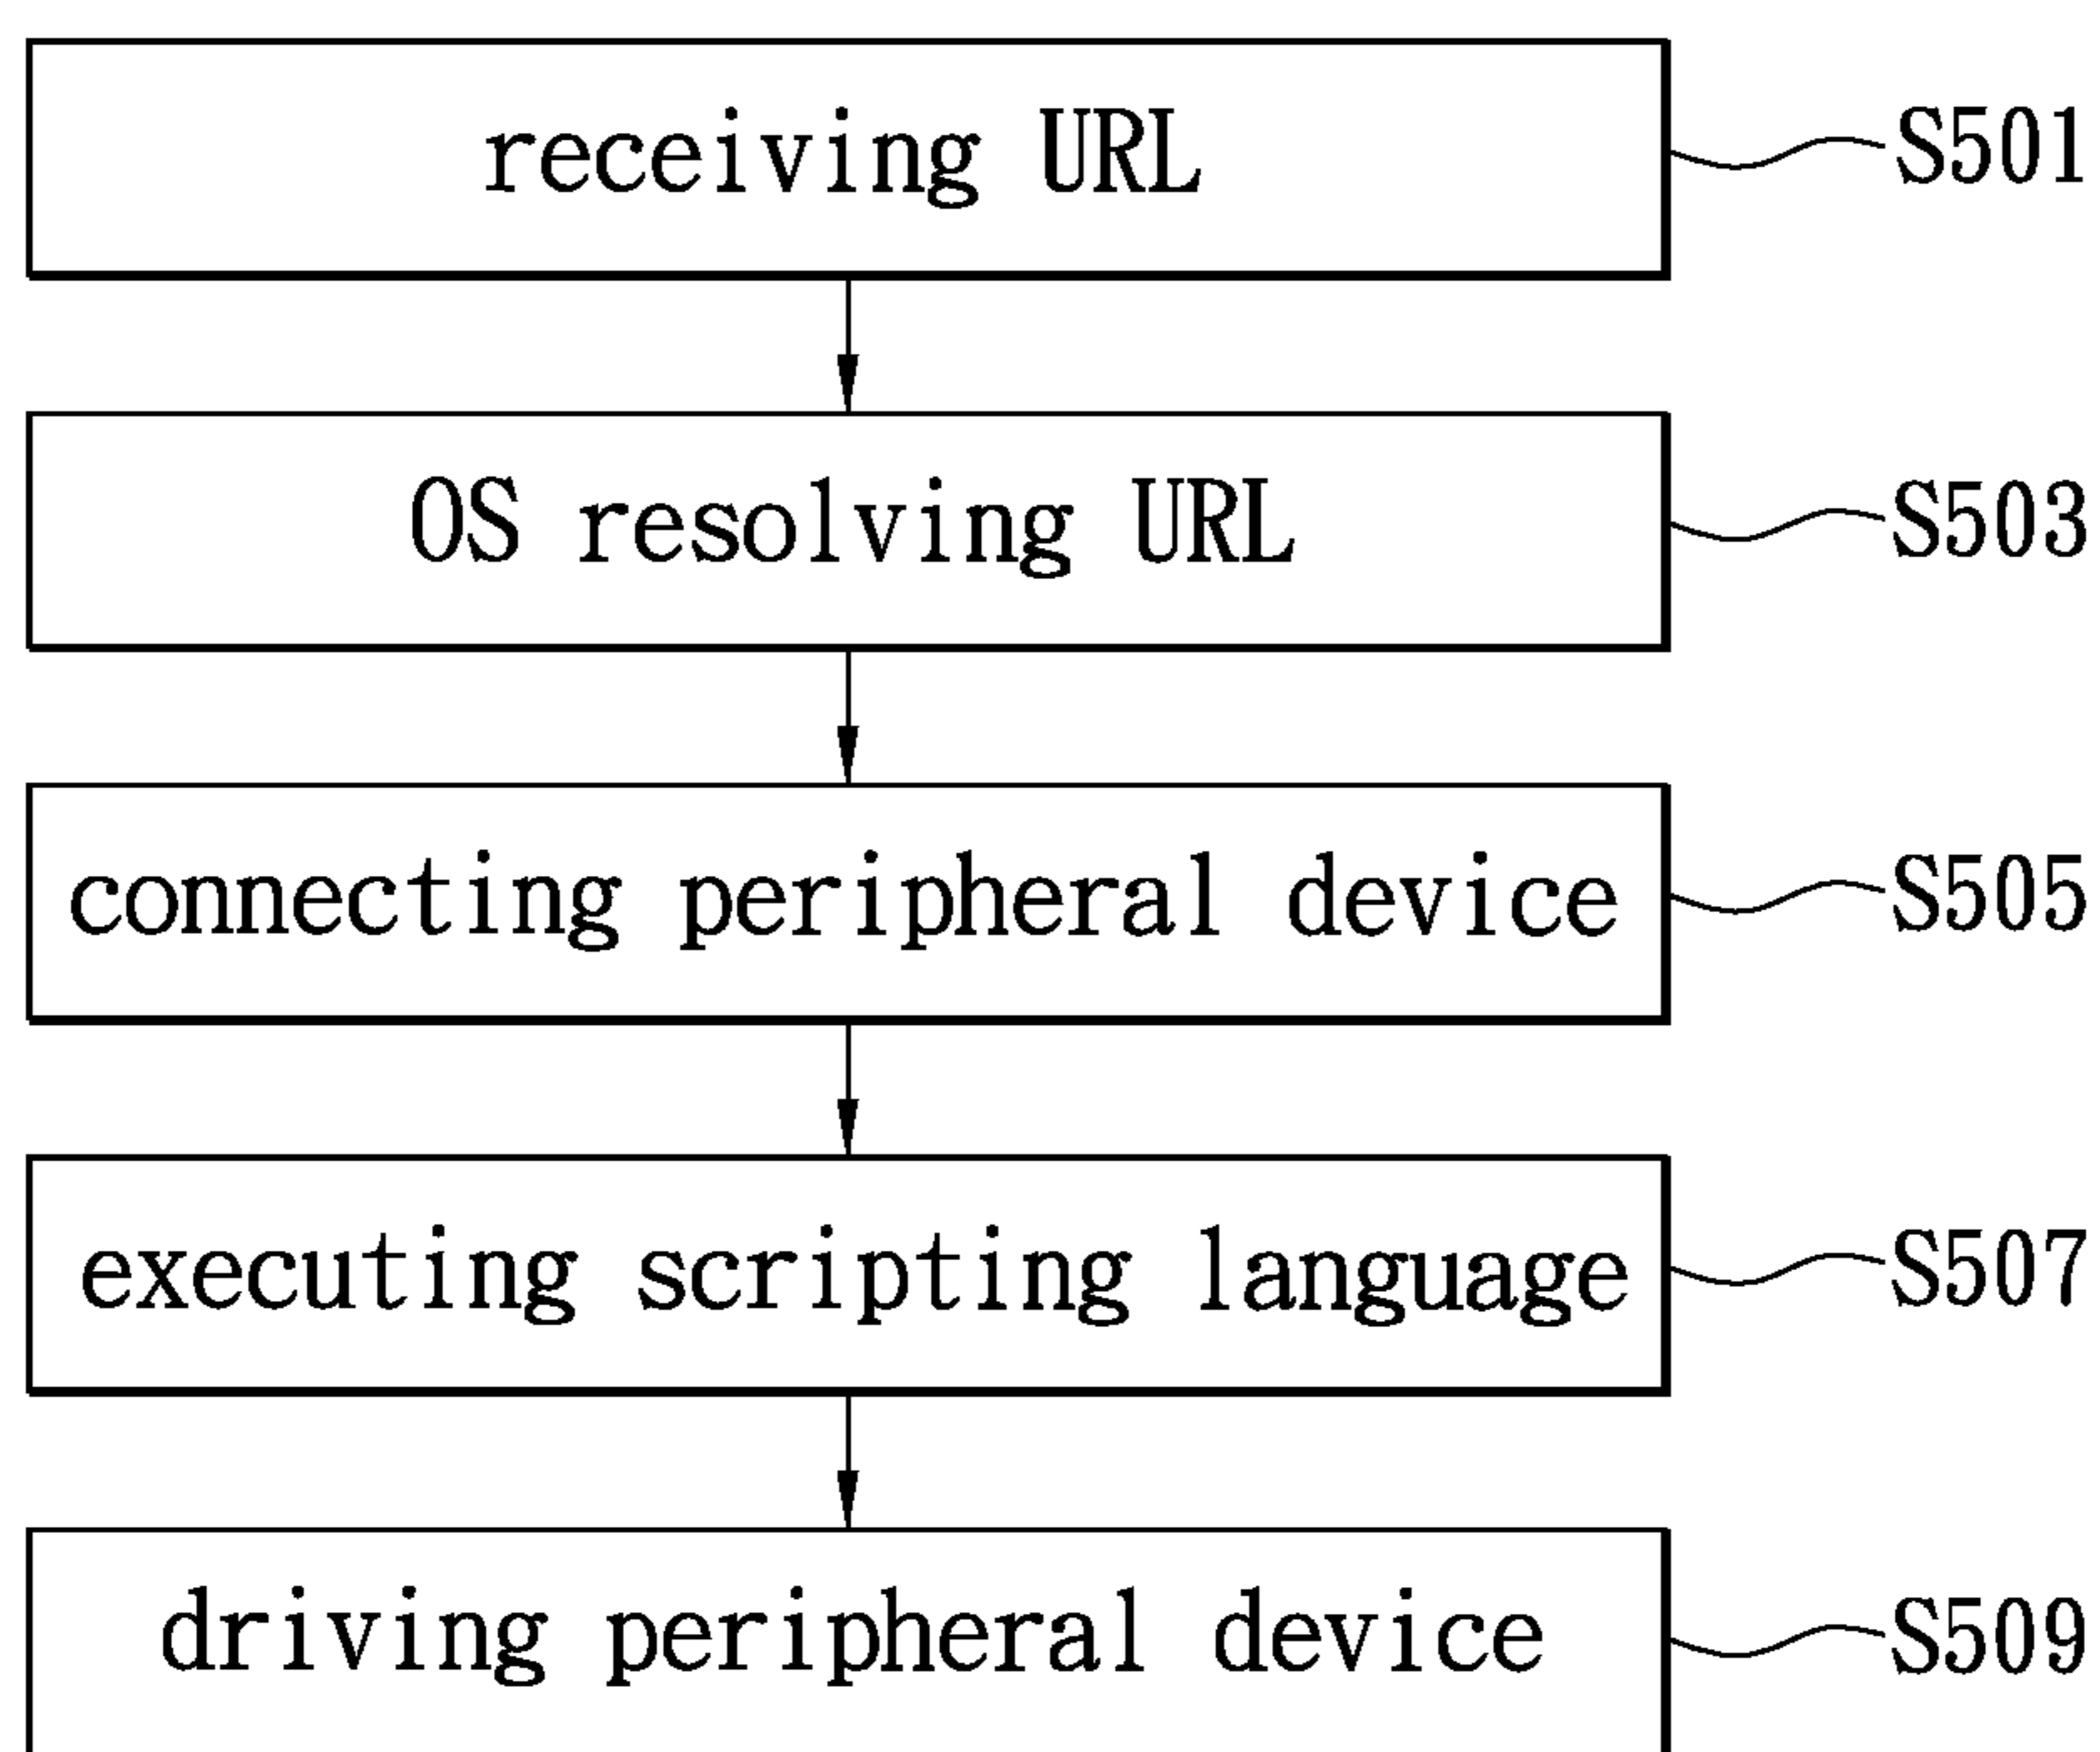 receiving URL S501
OS resolving URL S503
connecting peripheral device S505
executing scripting language S507
driving peripheral device S509